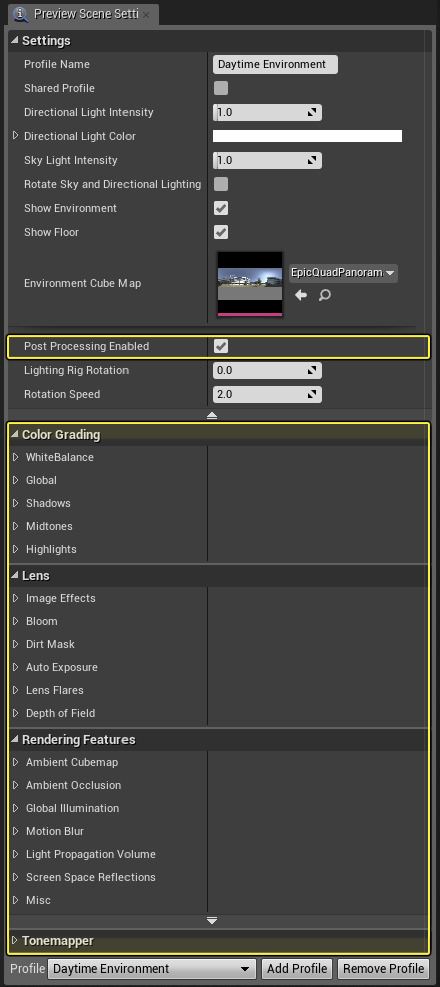 Preview Scene Setti
Settings
Profile Name Daytime Environment
Shared Profile
Directional Light Intensity 1.0
Directional Light Color
Sky Light Intensity 1.0
Rotate Sky and Directional Lighting
Show Environment
Show Floor
Environment Cube Map EpicQuadPanoram
Post Processing Enabled
Lighting Rig Rotation 0.0
Rotation Speed 2.0
Color Grading
WhiteBalance
Global
Shadows
Midtones
Highlights
Lens
Image Effects
Bloom
Dirt Mask
Auto Exposure
Lens Flares
Depth of Field
Rendering Features
Ambient Cubemap
Ambient Occlusion
Global Illumination
Motion Blur
Light Propagation Volume
Screen Space Reflections
Misc
Tonemapper
Profile Daytime Environment Add Profile Remove Profile